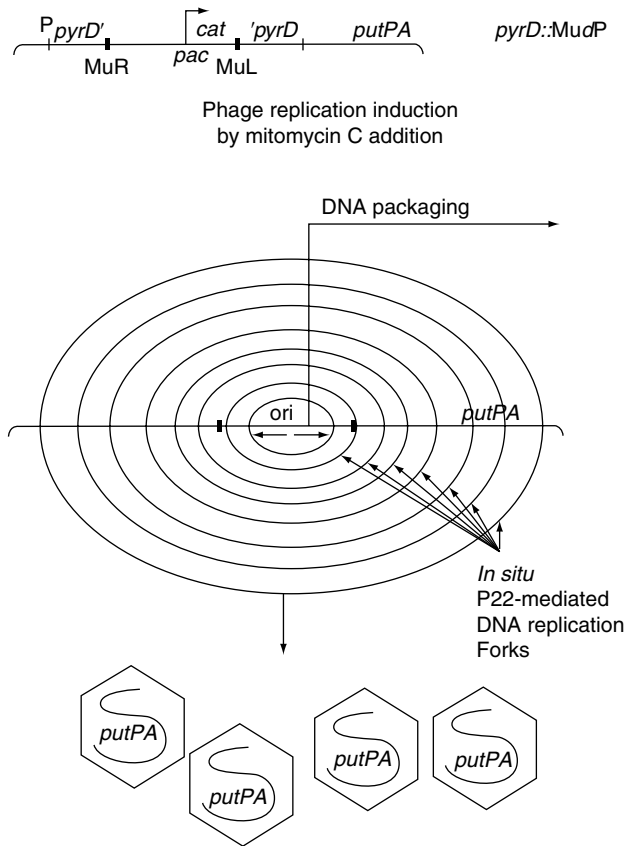 P pyrD' cat 'pyrD putPA pyrD::MudP
MuR pac MuL
Phage replication induction
by mitomycin C addition
DNA packaging
ori
putPA
In situ
P22-mediated
DNA replication
Forks
putPA
putPA
putPA
putPA